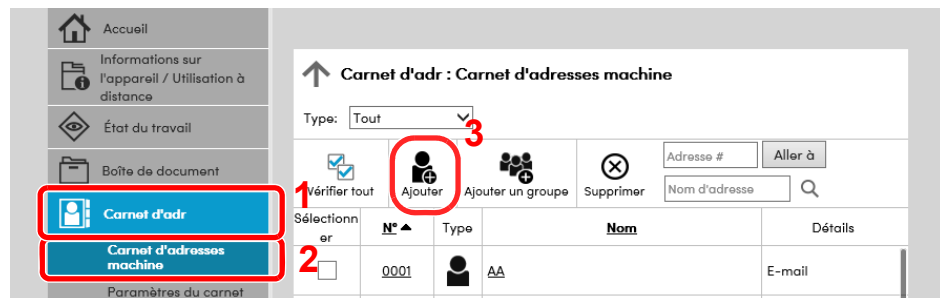 Accueil
Informations sur
l'appareil / Utilisation à
distance
État du travail
Boîte de document
1
Carnet d'adr
2
Carnet d'adresses
machine
Paramètres du carnet
Carnet d'adr : Carnet d'adresses machine
Type: Tout
3
Vérifier tout
Ajouter
Ajouter un groupe
Supprimer
Adresse #
Aller à
Nom d'adresse
Sélectionn
er
N°
Type
Nom
Détails
0001
AA
E-mail